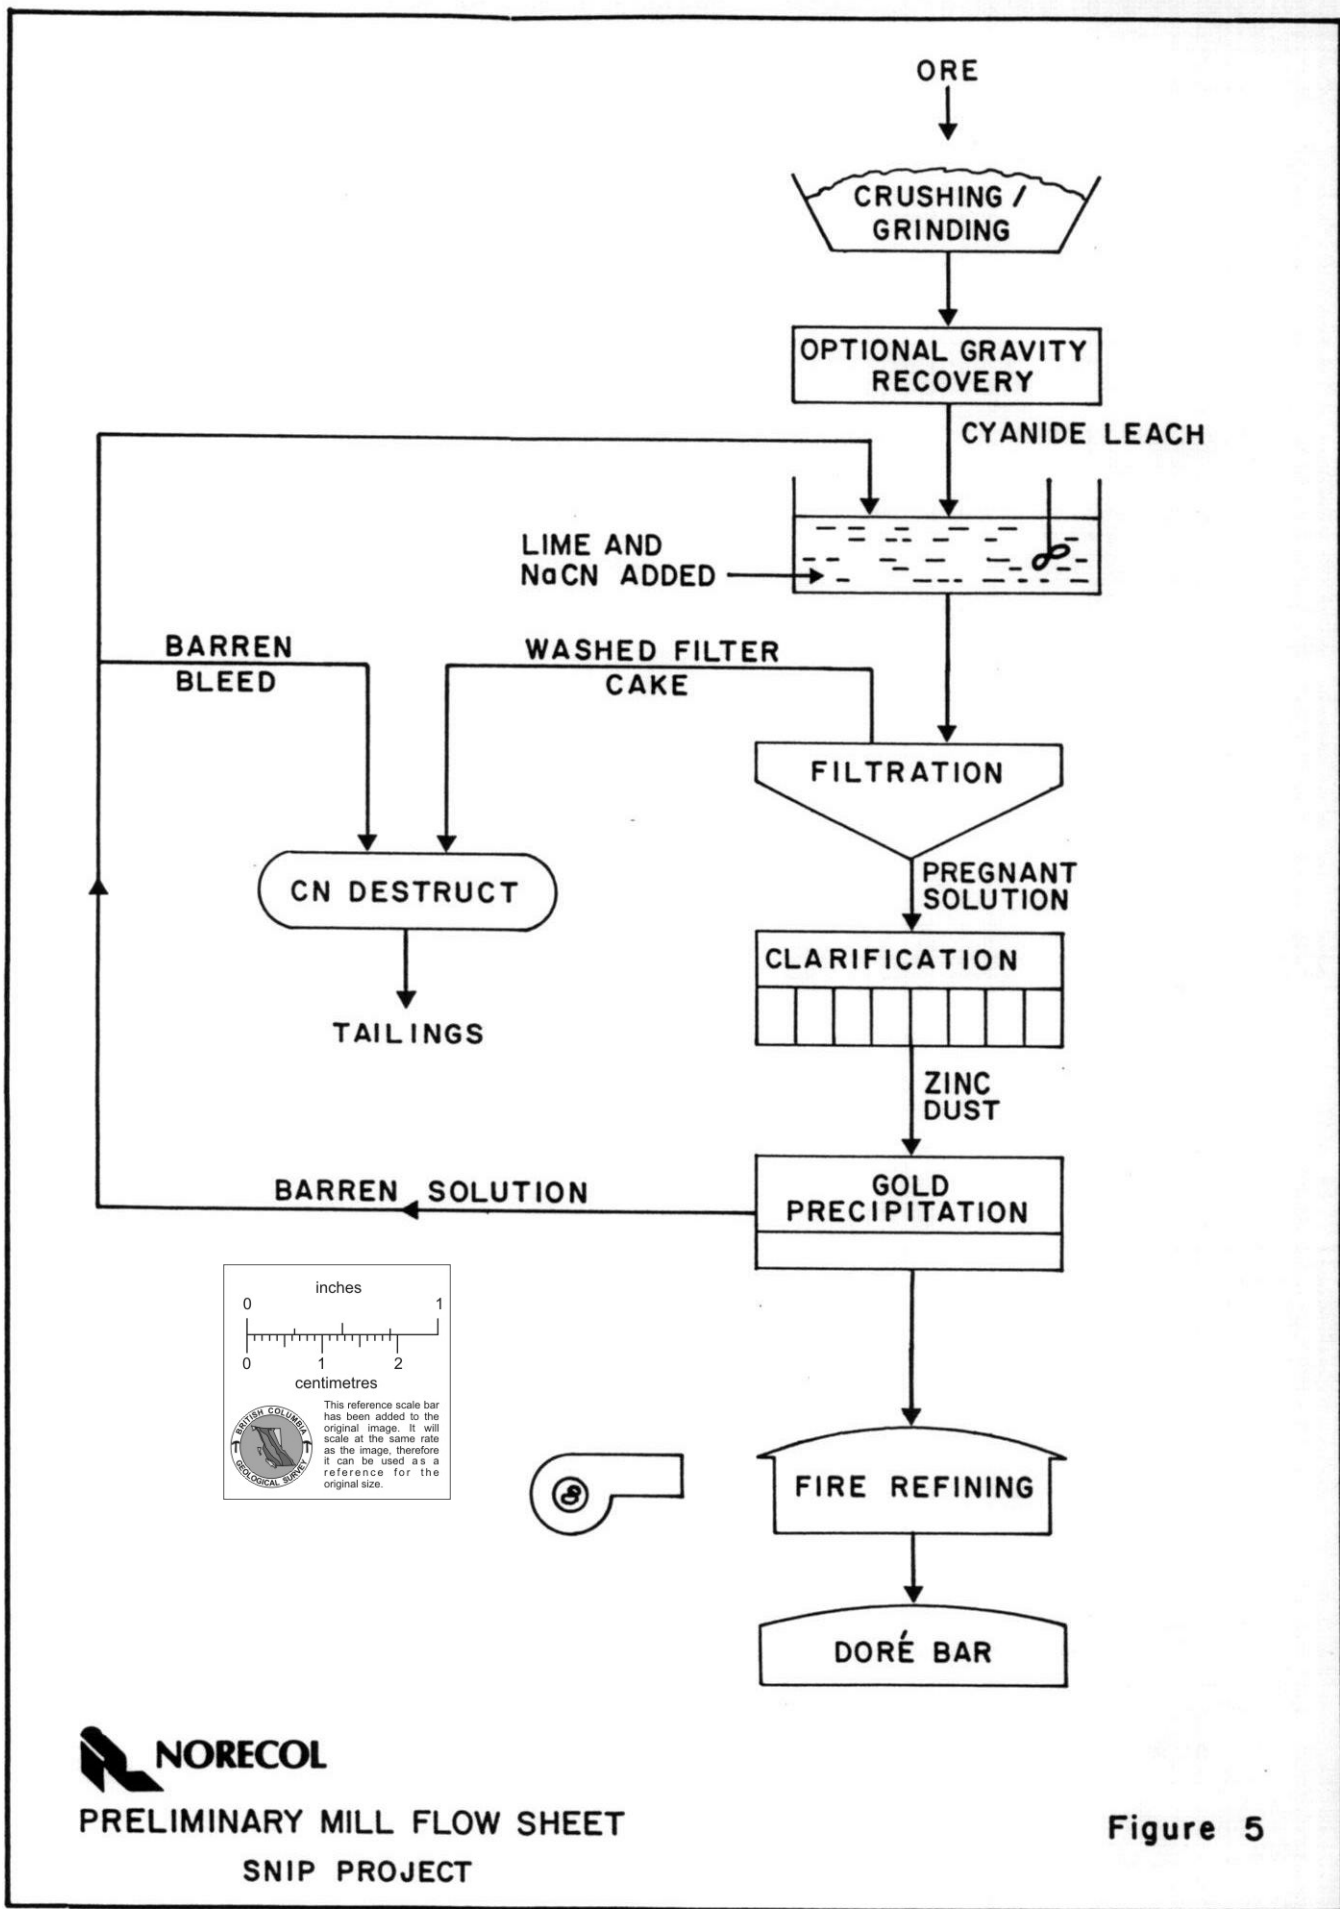 ORE
CRUSHING /
GRINDING
OPTIONAL GRAVITY
RECOVERY
CYANIDE LEACH
LIME AND
NaCN ADDED
BARREN
BLEED
WASHED FILTER
CAKE
FILTRATION
CN DESTRUCT
PREGNANT
SOLUTION
CLARIFICATION
TAILINGS
ZINC
DUST
BARREN SOLUTION
GOLD
PRECIPITATION
inches
0 1
0 1 2
centimetres
BRITISH COLUMBIA
GEOLOGICAL SURVEY
This reference scale bar
has been added to the
original image. It will
scale at the same rate
as the image, therefore
it can be used as a
reference for the
original size.
FIRE REFINING
DORÉ BAR
NORECOL
PRELIMINARY MILL FLOW SHEET
SNIP PROJECT
Figure 5